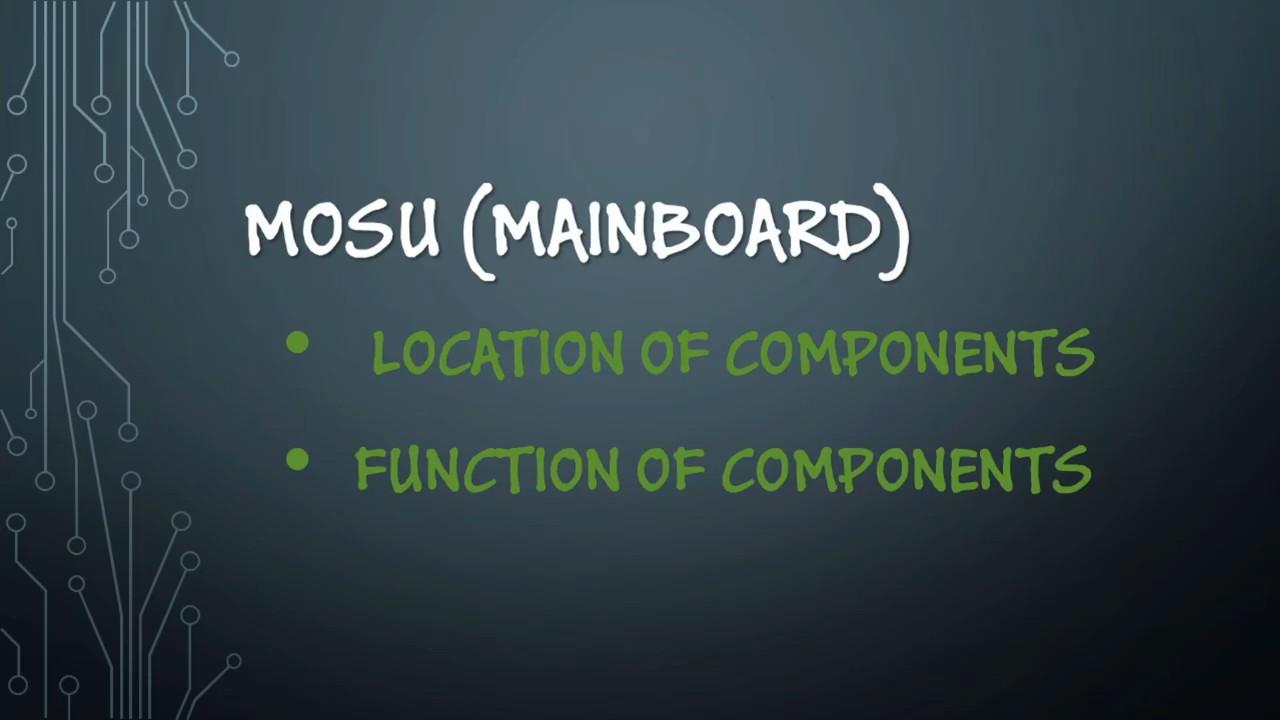 MOSU (MAINBOARD)
• LOCATION OF COMPONENTS
• FUNCTION OF COMPONENTS